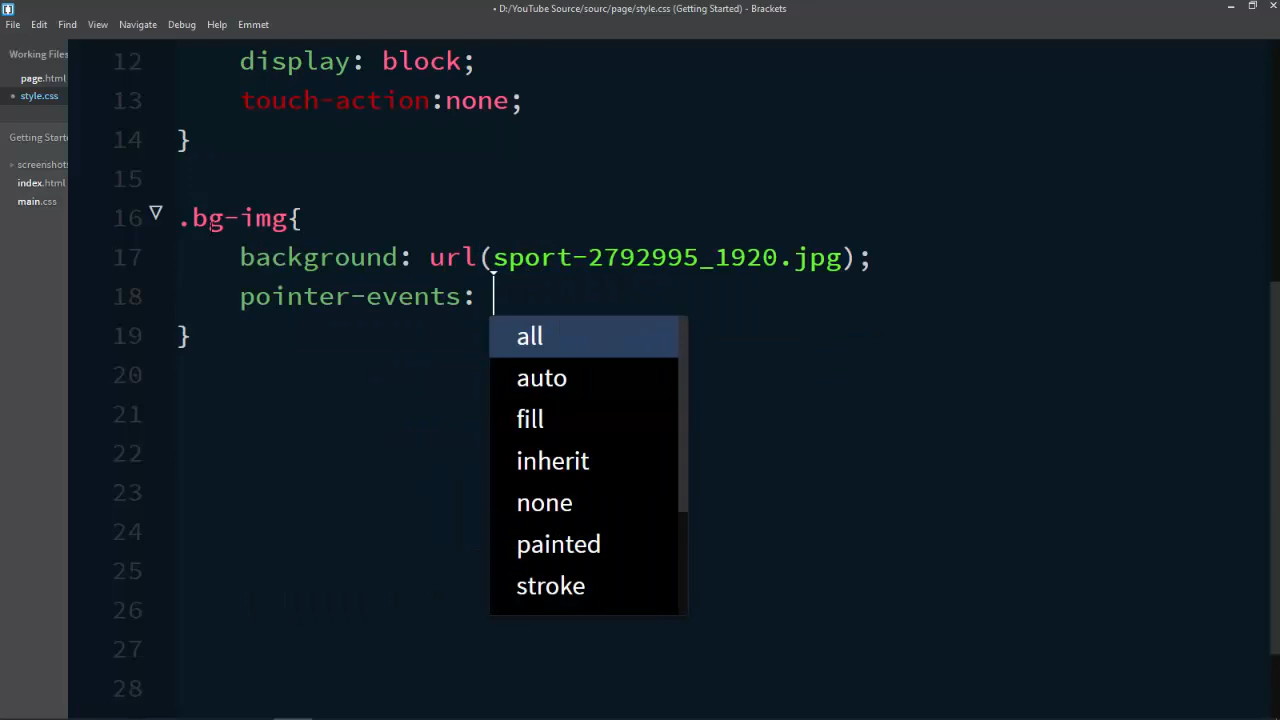 • D:/YouTube Source/sourc/page/style.css (Getting Started) - Brackets
File Edit Find View Navigate Debug Help Emmet
Working Files
page.html
• style.css
Getting Starte
screenshots
index.html
main.css
12 display: block;
13 touch-action:none;
14 }
15
16 .bg-img{
17 background: url(sport-2792995_1920.jpg);
18 pointer-events:
19 }
20
21
22
23
24
25
26
27
28
all
auto
fill
inherit
none
painted
stroke